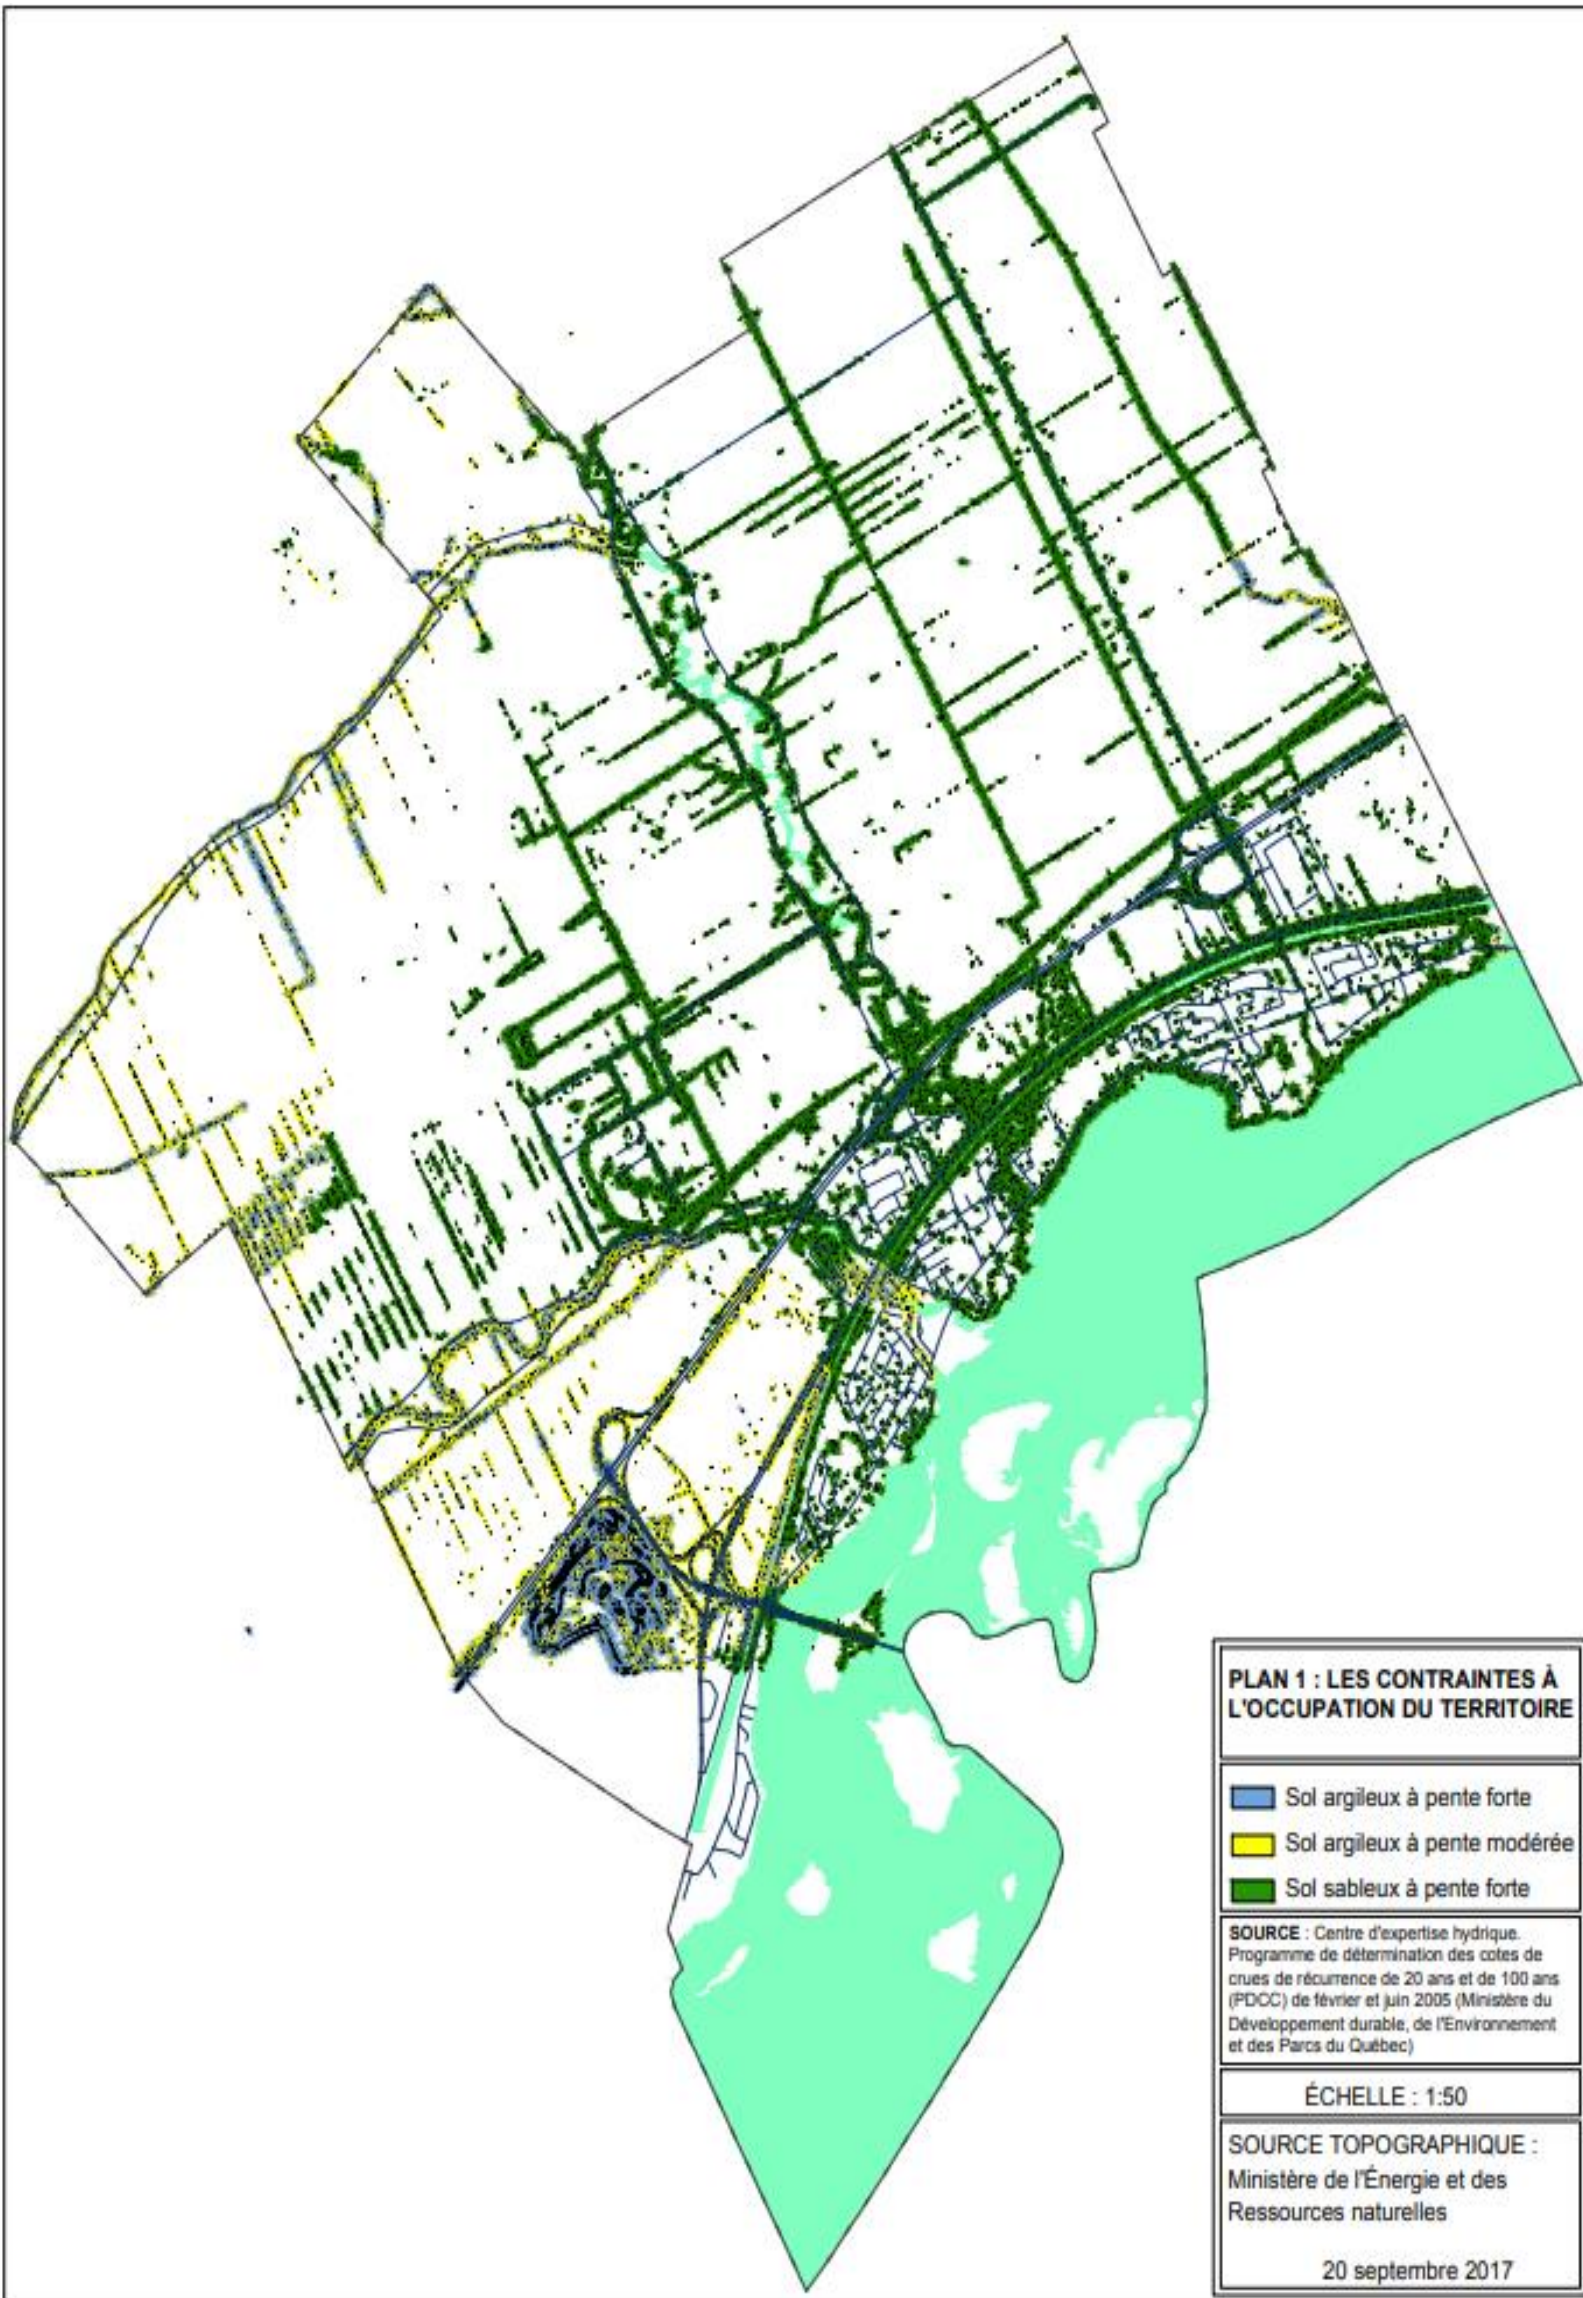 PLAN 1 : LES CONTRAINTES À
L'OCCUPATION DU TERRITOIRE
Sol argileux à pente forte
Sol argileux à pente modérée
Sol sableux à pente forte
SOURCE : Centre d'expertise hydrique.
Programme de détermination des cotes de
crues de récurrence de 20 ans et de 100 ans
(PDCC) de février et juin 2005 (Ministère du
Développement durable, de l'Environnement
et des Parcs du Québec)
ÉCHELLE : 1:50
SOURCE TOPOGRAPHIQUE :
Ministère de l'Énergie et des
Ressources naturelles
20 septembre 2017